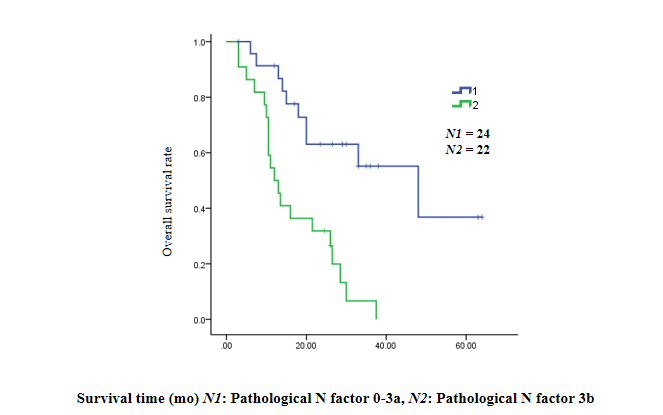 1.0
0.8
0.6
0.4
0.2
0.0
Overall survival rate
1
2
N1 = 24
N2 = 22
.00 20.00 40.00 60.00
Survival time (mo) N1: Pathological N factor 0-3a, N2: Pathological N factor 3b